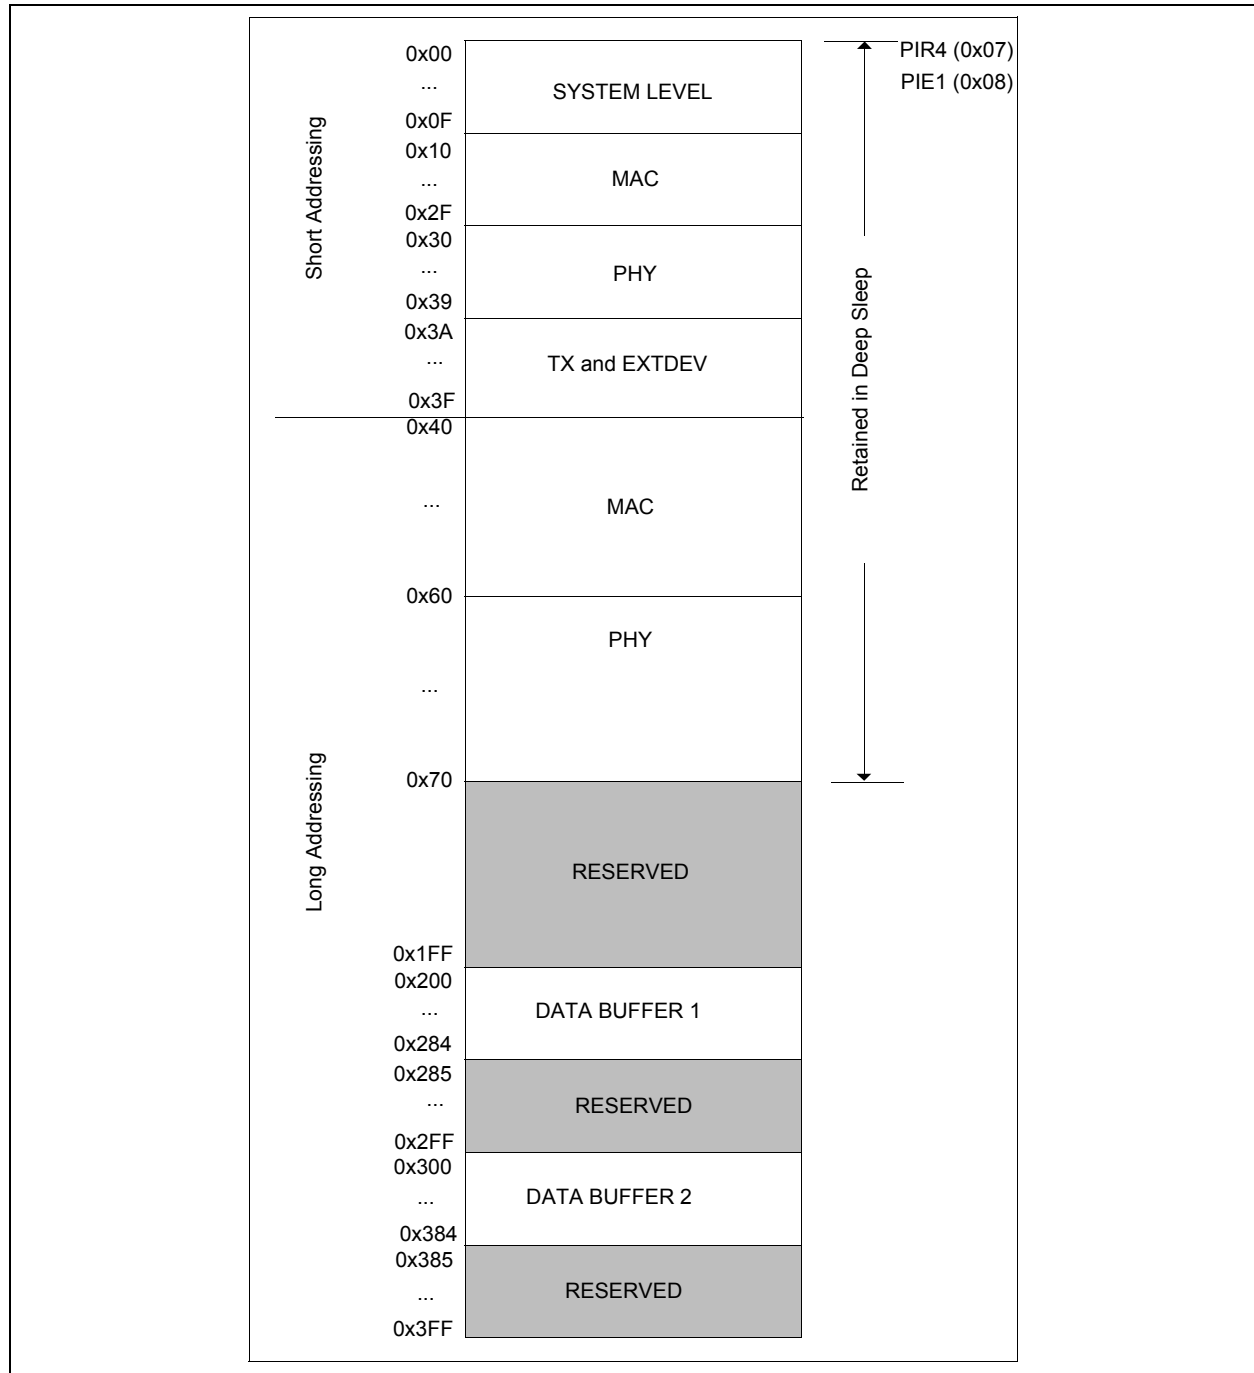 0x00
PIR4 (0x07)
...
PIE1 (0x08)
SYSTEM LEVEL
0x0F
Short Addressing
0x10
...
MAC
0x2F
0x30
...
PHY
0x39
0x3A
...
TX and EXTDEV
0x3F
Retained in Deep Sleep
0x40
...
MAC
0x60
PHY
...
Long Addressing
0x70
RESERVED
0x1FF
0x200
...
DATA BUFFER 1
0x284
0x285
...
RESERVED
0x2FF
0x300
...
DATA BUFFER 2
0x384
0x385
...
RESERVED
0x3FF